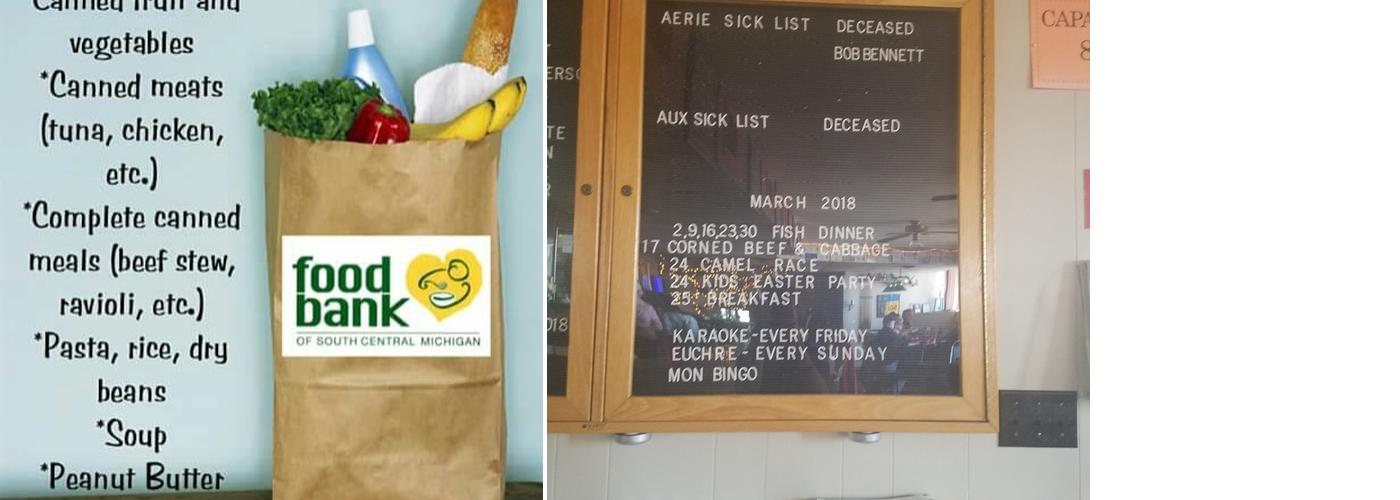 Canned fruit and
vegetables
*Canned meats
(tuna, chicken,
etc.)
*Complete canned
meals (beef stew,
ravioli, etc.)
*Pasta, rice, dry
beans
*Soup
*Peanut Butter
food
bank
OF SOUTH CENTRAL MICHIGAN
AERIE SICK LIST DECEASED
BOB BENNETT
AUX SICK LIST DECEASED
MARCH 2018
2,9,16,23,30 FISH DINNER
17 CORNED BEEF & CABBAGE
24 CAMEL RACE
24 KIDS EASTER PARTY
25 BREAKFAST
KARAOKE-EVERY FRIDAY
EUCHRE - EVERY SUNDAY
MON BINGO